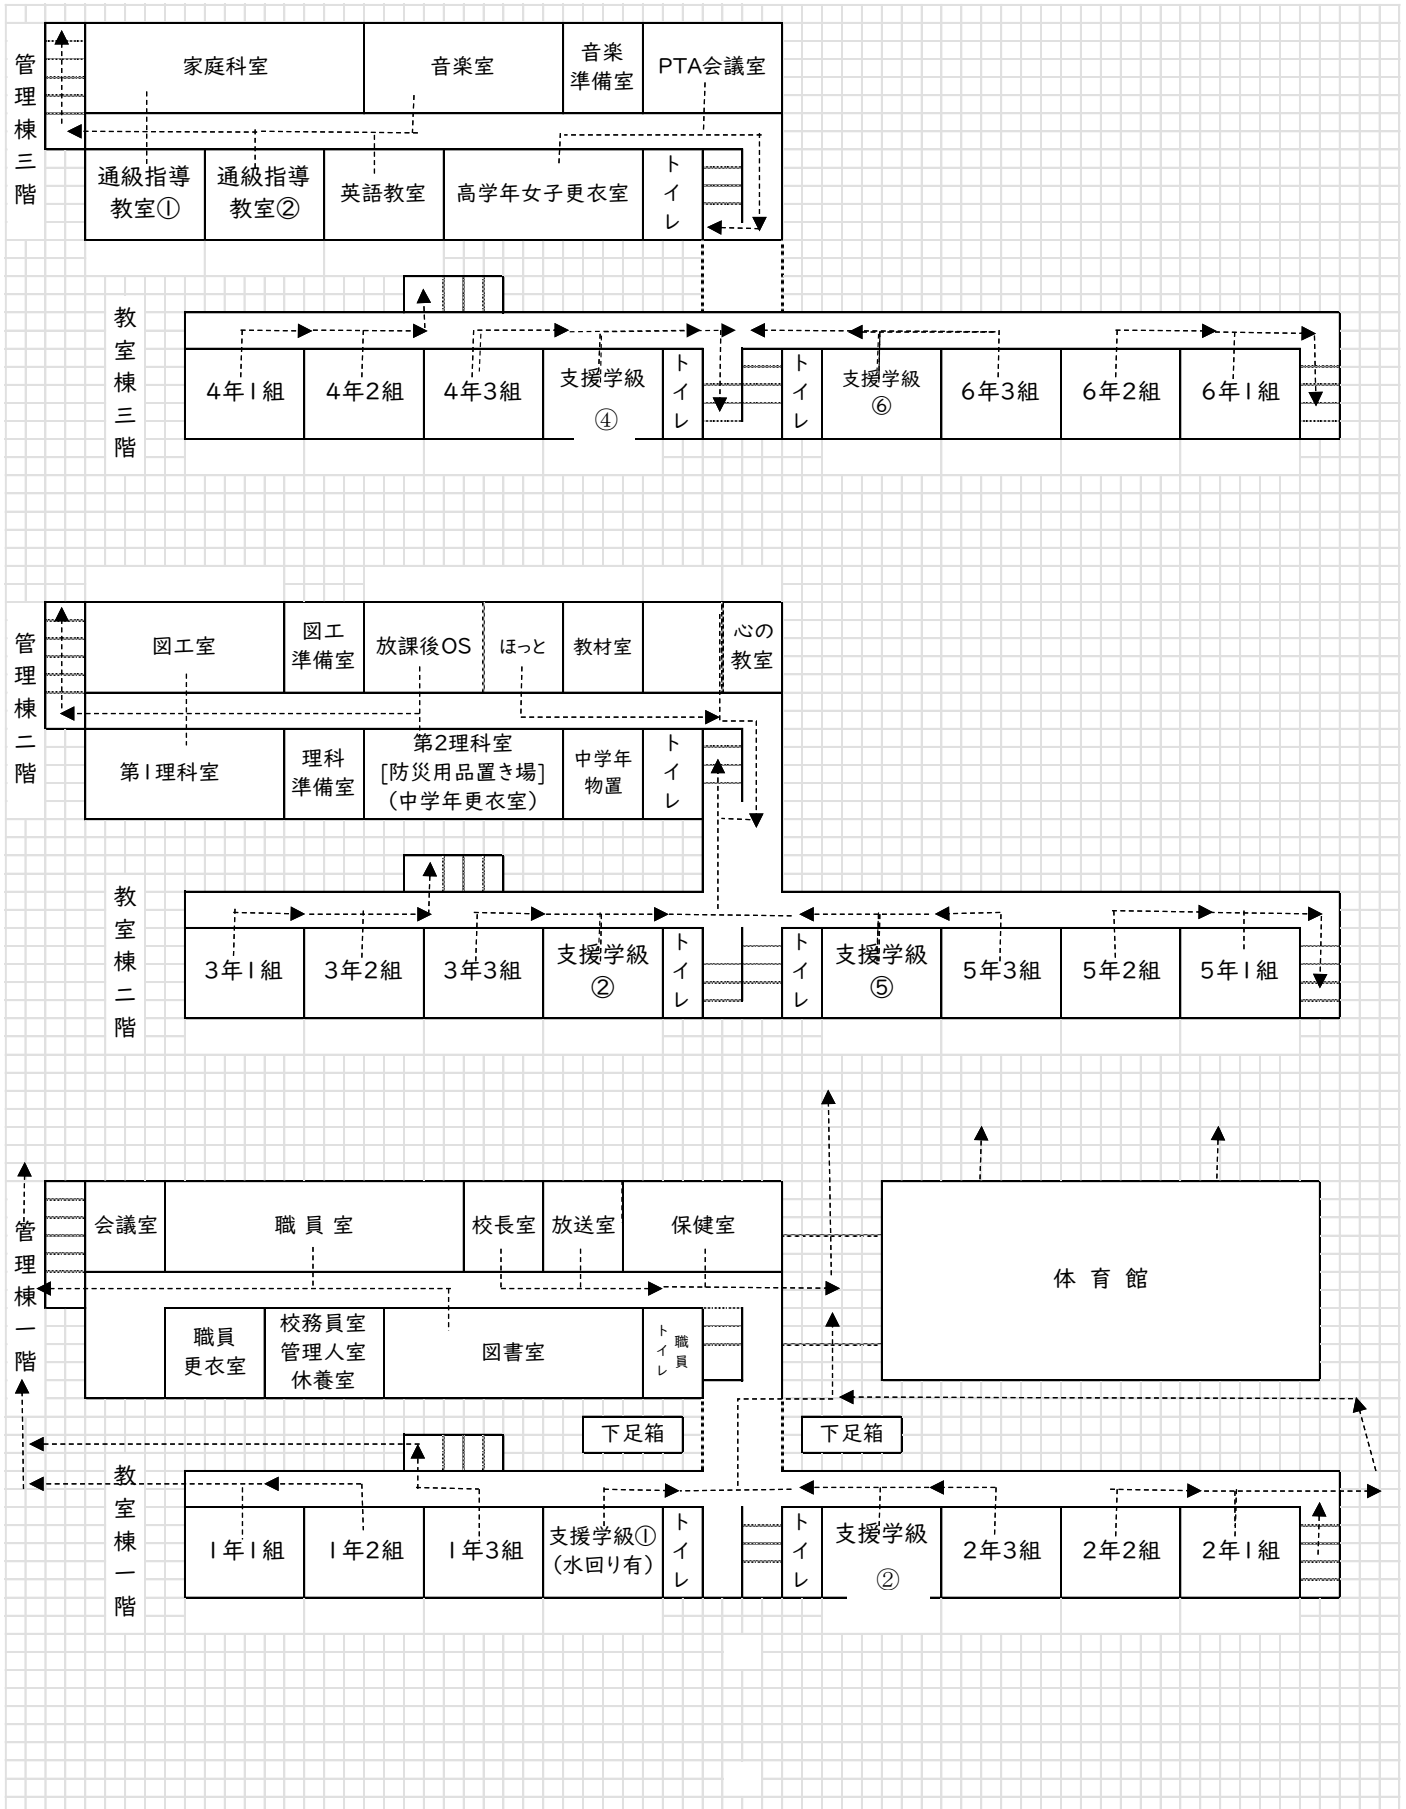 管理棟三階
家庭科室
音楽室
音楽
準備室
PTA会議室
通級指導
教室①
通級指導
教室②
英語教室
高学年女子更衣室
トイレ
教室棟三階
4年1組
4年2組
4年3組
支援学級
④
トイレ
トイレ
支援学級
⑥
6年3組
6年2組
6年1組
管理棟二階
図工室
図工
準備室
放課後OS
ほっと
教材室
心の
教室
第1理科室
理科
準備室
第2理科室
[防災用品置き場]
(中学年更衣室)
中学年
物置
トイレ
教室棟二階
3年1組
3年2組
3年3組
支援学級
②
トイレ
トイレ
支援学級
⑤
5年3組
5年2組
5年1組
管理棟一階
会議室
職員室
校長室
放送室
保健室
体育館
職員
更衣室
校務員室
管理人室
休養室
図書室
職員
トイレ
下足箱
下足箱
教室棟一階
1年1組
1年2組
1年3組
支援学級①
(水回り有)
トイレ
トイレ
支援学級
②
2年3組
2年2組
2年1組